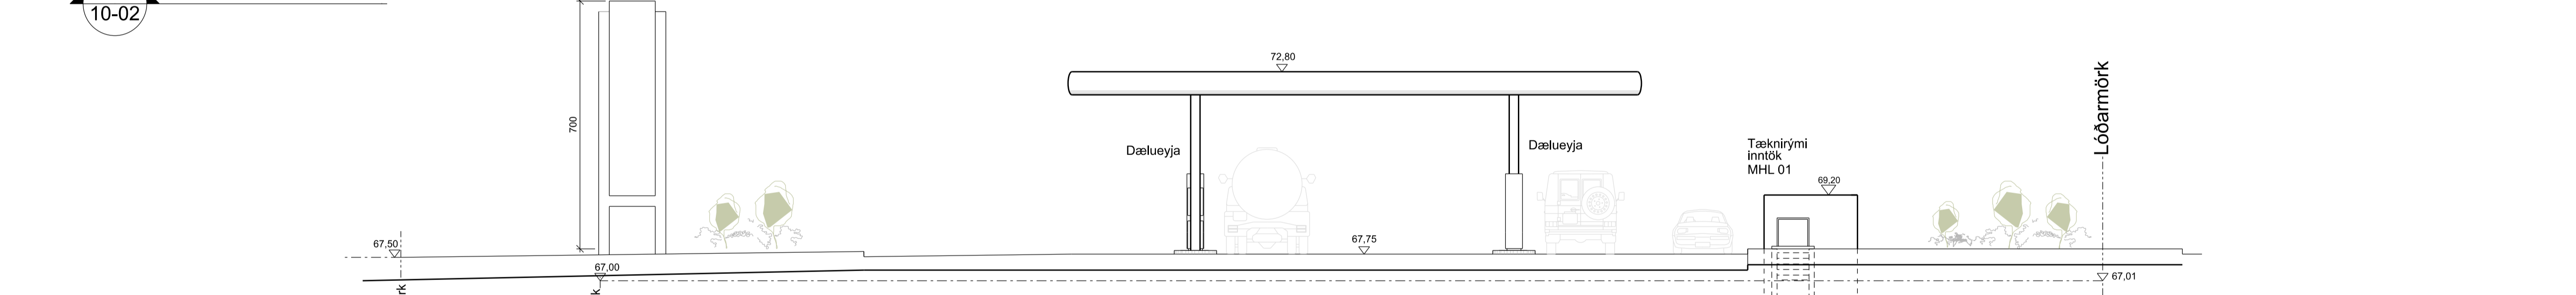 10-02
72,80
Lóðarmörk
700
Dælueyja
Dælueyja
Tæknirými
inntök
MHL 01
69,20
67,50
67,75
67,00
67,01
rk
k